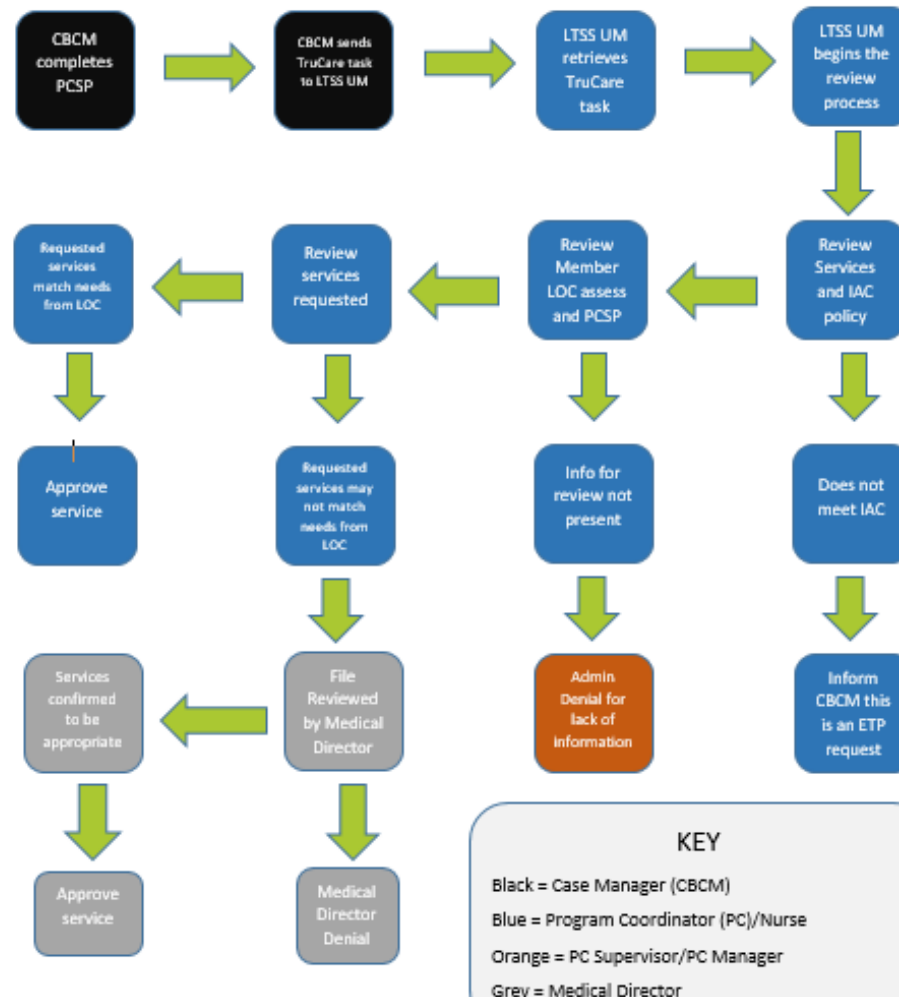 CBCM
completes
PCSP
CBCM sends
TruCare task
to LTSS UM
LTSS UM
retrieves
TruCare
task
LTSS UM
begins the
review
process
Requested
services
match needs
from LOC
Review
services
requested
Review
Member
LOC assess
and PCSP
Review
Services
and IAC
policy
Approve
service
Requested
services may
not match
needs from
LOC
Info for
review not
present
Does not
meet IAC
Services
confirmed
to be
appropriate
File
Reviewed
by Medical
Director
Admin
Denial for
lack of
information
Inform
CBCM this
is an ETP
request
Approve
service
Medical
Director
Denial
KEY
Black = Case Manager (CBCM)
Blue = Program Coordinator (PC)/Nurse
Orange = PC Supervisor/PC Manager
Grey = Medical Director